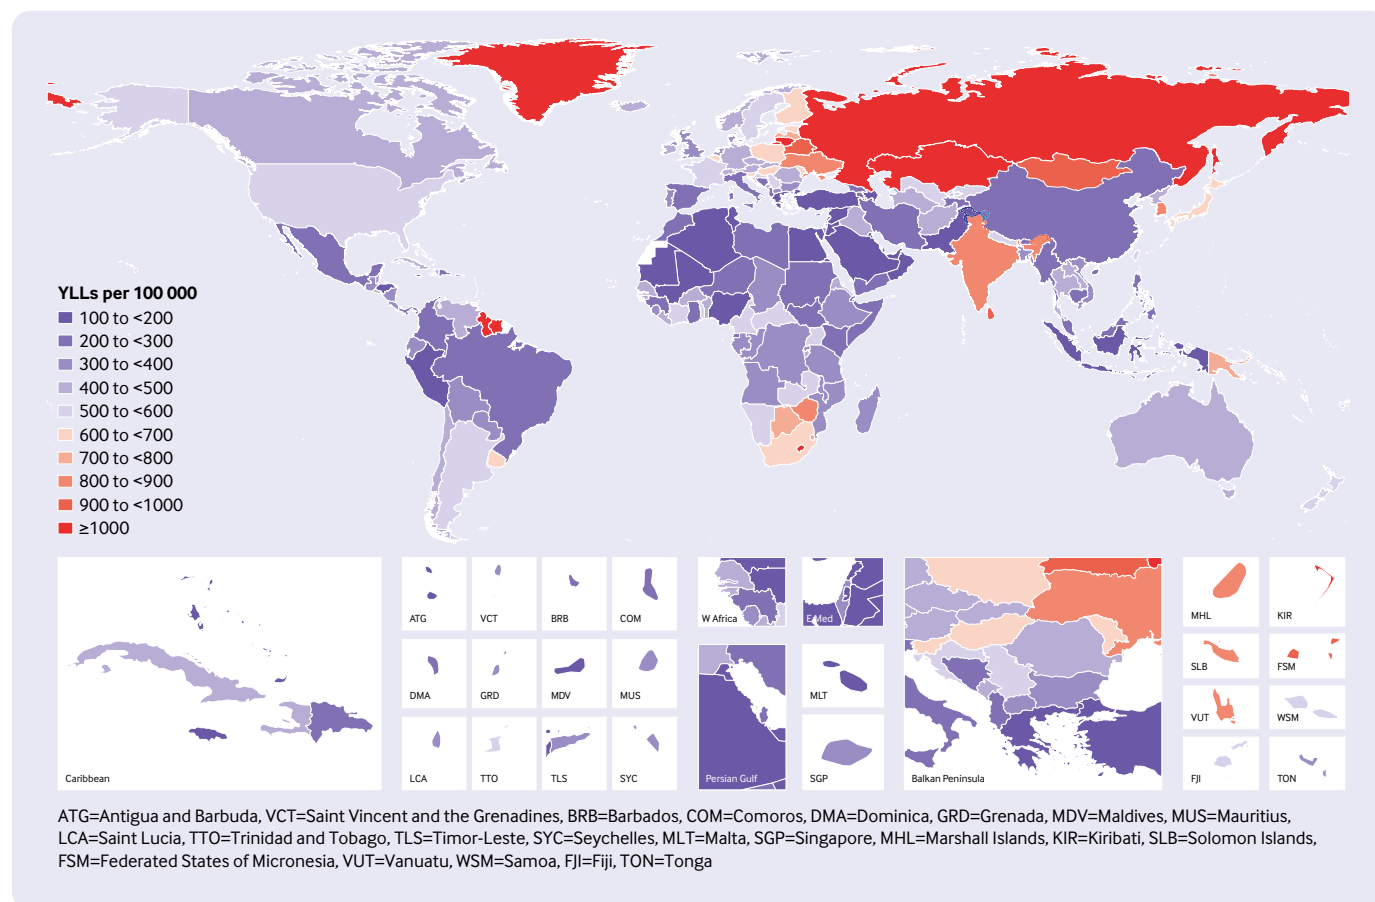 YLLs per 100 000
100 to <200
200 to <300
300 to <400
400 to <500
500 to <600
600 to <700
700 to <800
800 to <900
900 to <1000
≥1000
Caribbean
ATG
VCT
BRB
COM
DMA
GRD
MDV
MUS
LCA
TTO
TLS
SYC
W Africa
E Med
Persian Gulf
MLT
SGP
Balkan Peninsula
MHL
KIR
SLB
FSM
VUT
WSM
FJI
TON
ATG=Antigua and Barbuda, VCT=Saint Vincent and the Grenadines, BRB=Barbados, COM=Comoros, DMA=Dominica, GRD=Grenada, MDV=Maldives, MUS=Mauritius,
LCA=Saint Lucia, TTO=Trinidad and Tobago, TLS=Timor-Leste, SYC=Seychelles, MLT=Malta, SGP=Singapore, MHL=Marshall Islands, KIR=Kiribati, SLB=Solomon Islands,
FSM=Federated States of Micronesia, VUT=Vanuatu, WSM=Samoa, FJI=Fiji, TON=Tonga